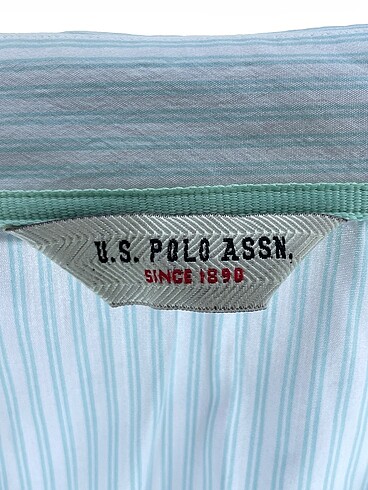 U.S. POLO ASSN.
SINCE 1890